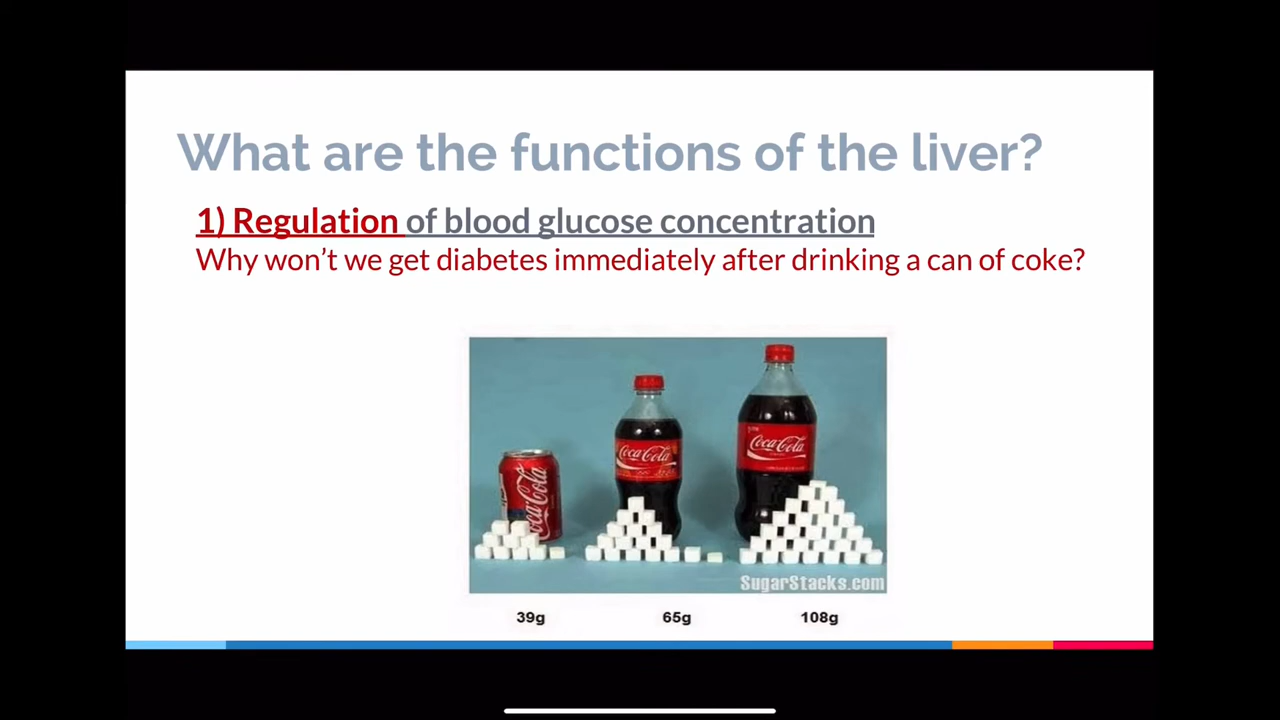 What are the functions of the liver?
1) Regulation of blood glucose concentration
Why won't we get diabetes immediately after drinking a can of coke?
Coca-Cola
Coca-Cola
Coca-Cola
SugarStacks.com
39g
65g
108g